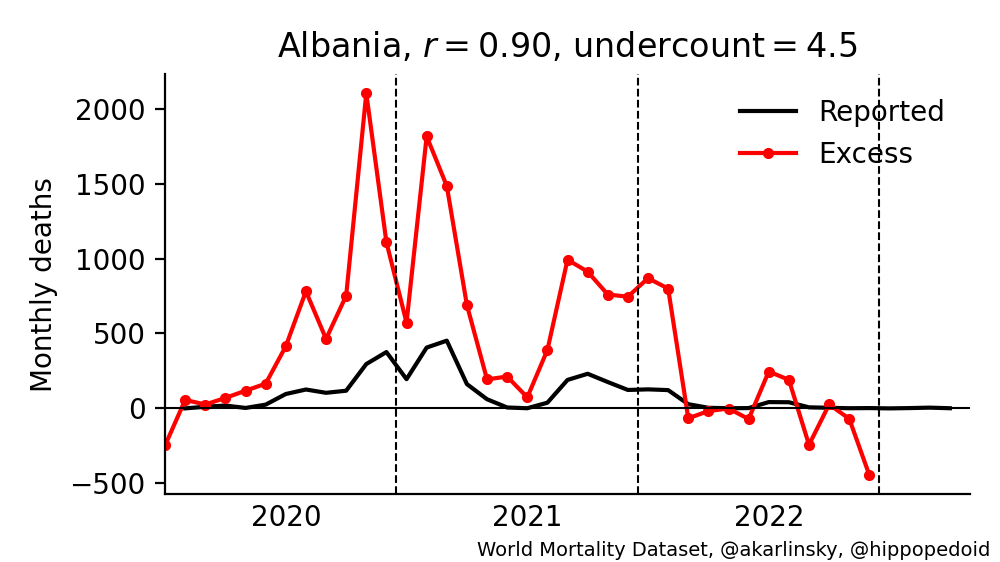 Albania, r = 0.90, undercount = 4.5
Reported
Excess
Monthly deaths
2000
1500
1000
500
0
−500
2020 2021 2022
World Mortality Dataset, @akarlinsky, @hippopedoid